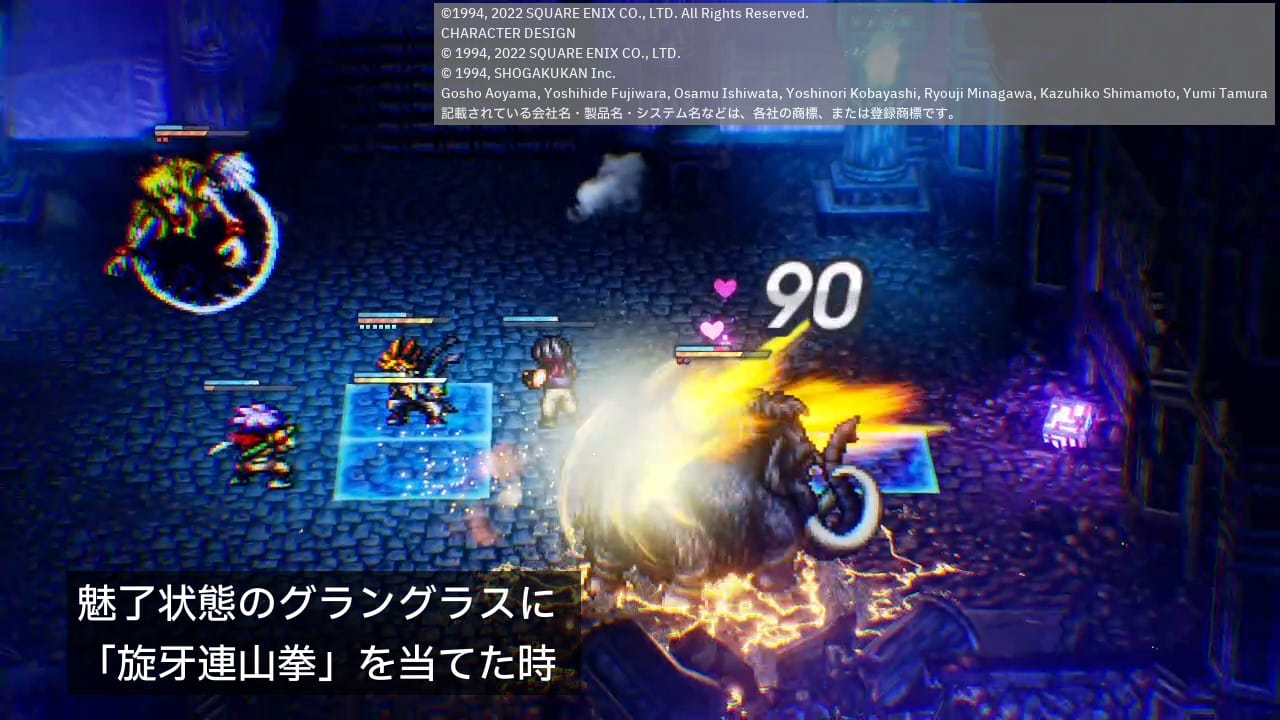 ©1994, 2022 SQUARE ENIX CO., LTD. All Rights Reserved.
CHARACTER DESIGN
© 1994, 2022 SQUARE ENIX CO., LTD.
© 1994, SHOGAKUKAN Inc.
Gosho Aoyama, Yoshihide Fujiwara, Osamu Ishiwata, Yoshinori Kobayashi, Ryouji Minagawa, Kazuhiko Shimamoto, Yumi Tamura
記載されている会社名・製品名・システム名などは、各社の商標、または登録商標です。
90
魅了状態のグラングラスに
「旋牙連山拳」を当てた時